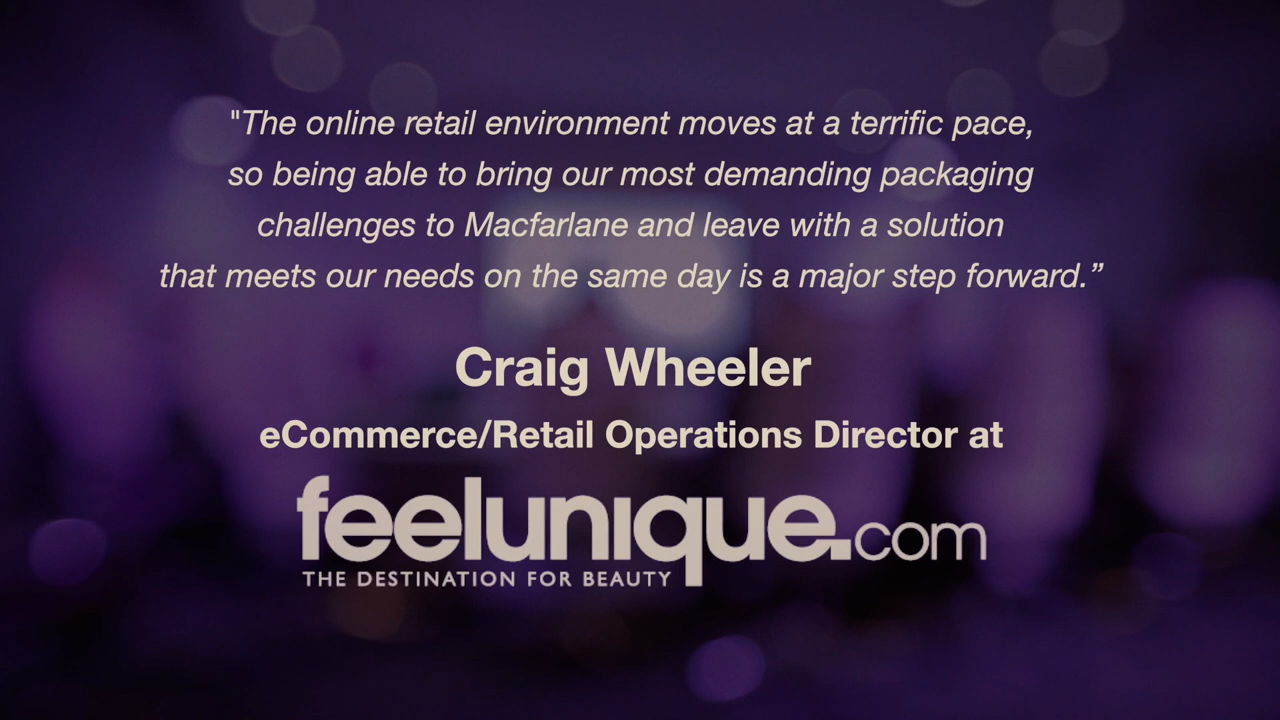 "The online retail environment moves at a terrific pace,
so being able to bring our most demanding packaging
challenges to Macfarlane and leave with a solution
that meets our needs on the same day is a major step forward.”
Craig Wheeler
eCommerce/Retail Operations Director at
feelunique.com
THE DESTINATION FOR BEAUTY